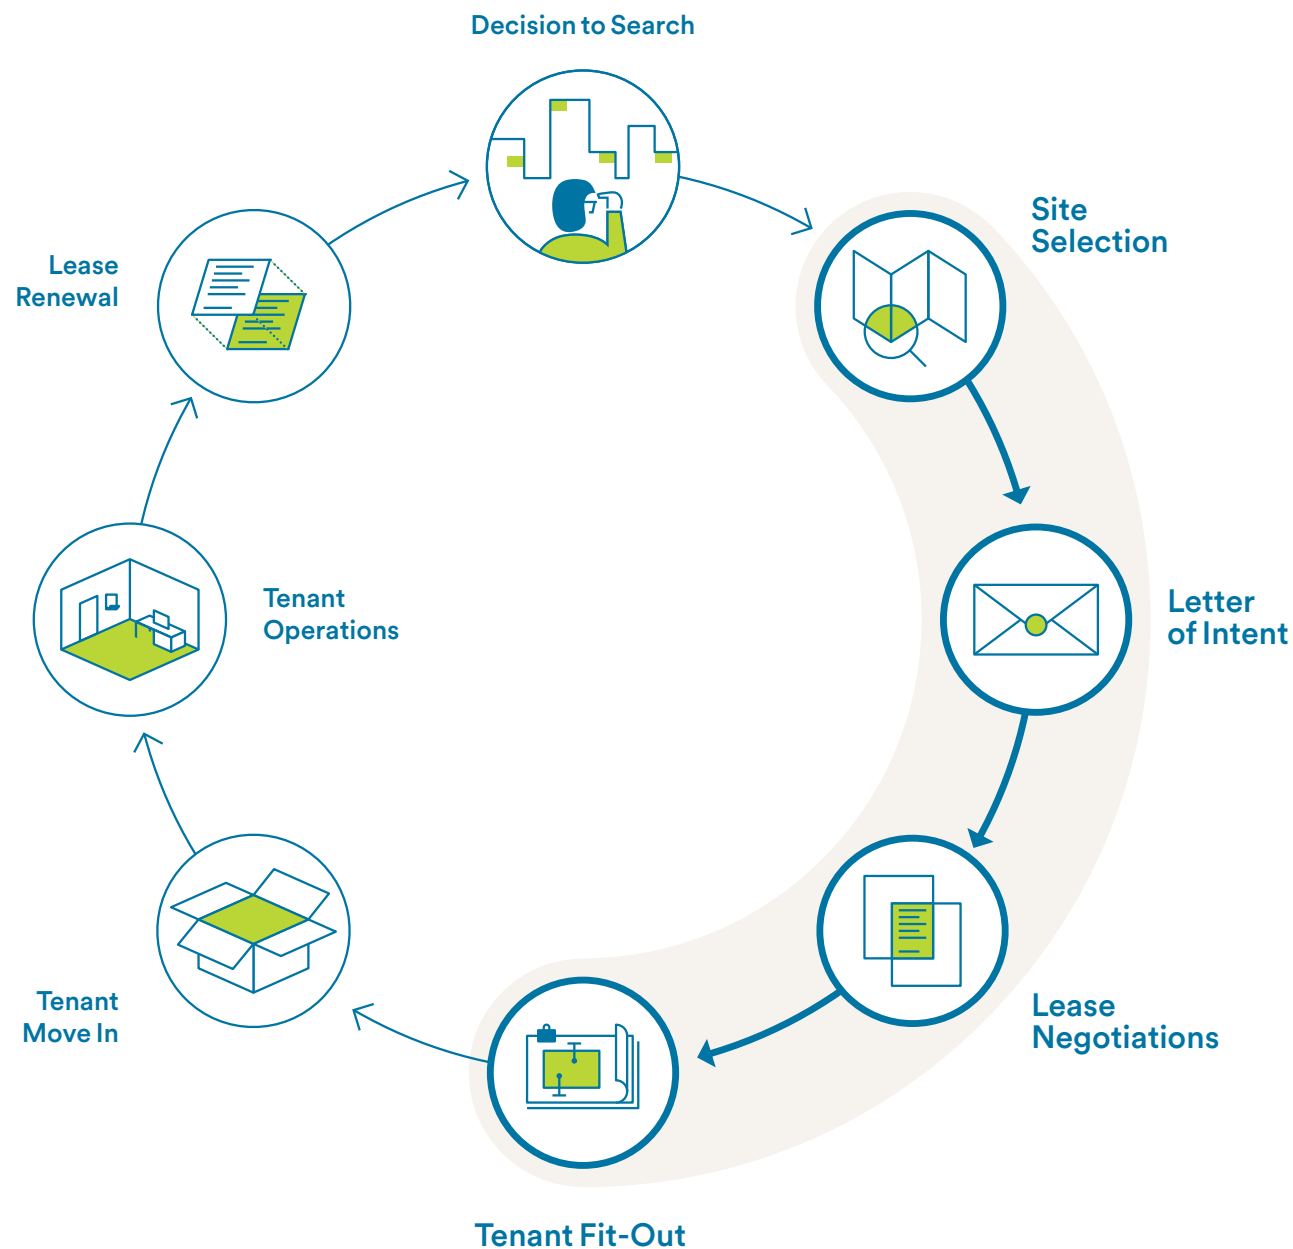 Decision to Search
Site
Selection
Letter
of Intent
Lease
Negotiations
Tenant Fit-Out
Tenant
Move In
Tenant
Operations
Lease
Renewal